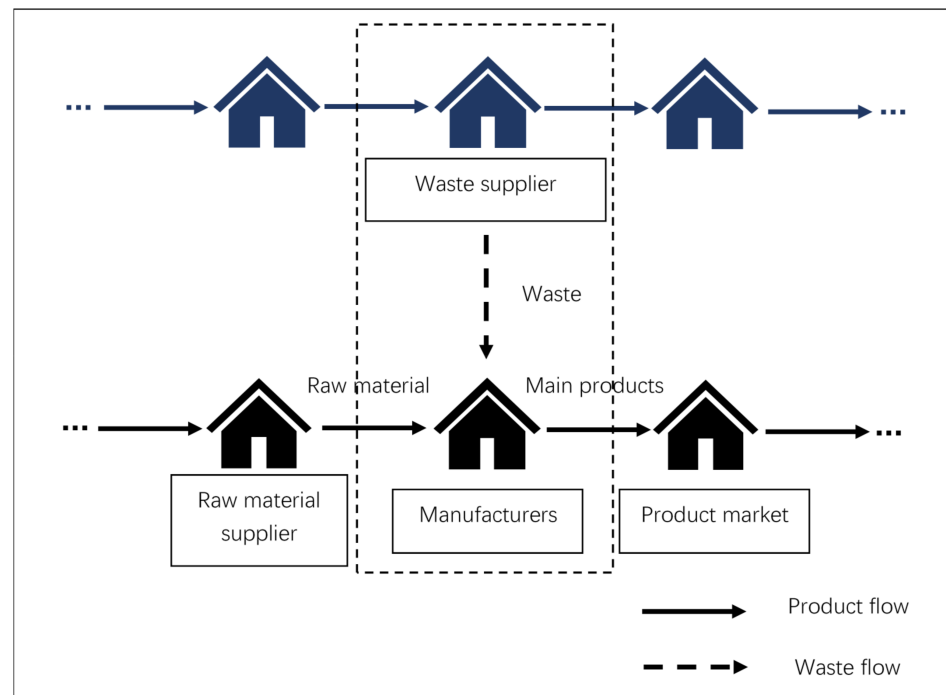 ... ...
Waste supplier
Waste
Raw material Main products
... ...
Raw material
supplier
Manufacturers
Product market
Product flow
Waste flow